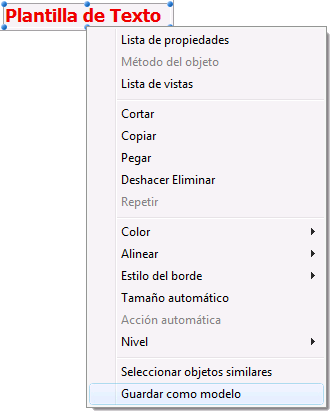 Plantilla de Texto
Lista de propiedades
Método del objeto
Lista de vistas
Cortar
Copiar
Pegar
Deshacer Eliminar
Repetir
Color
Alinear
Estilo del borde
Tamaño automático
Acción automática
Nivel
Seleccionar objetos similares
Guardar como modelo